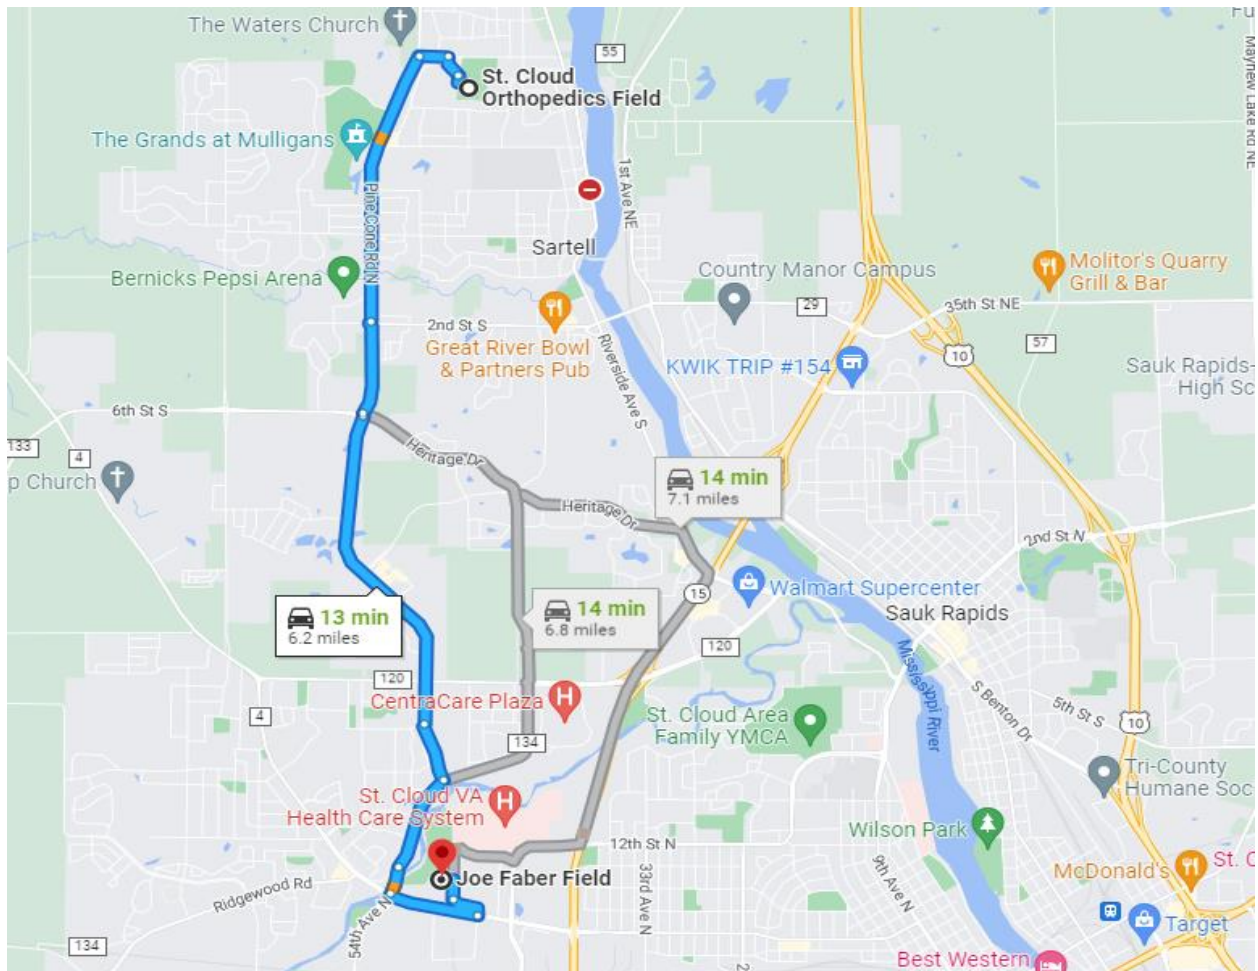 The Waters Church
55
St. Cloud
Orthopedics Field
The Grands at Mulligans
1st Ave NE
Mayhew Lake Rd NE
Pine Cone Rd N
Sartell
Bernicks Pepsi Arena
Country Manor Campus
Molitor's Quarry
Grill & Bar
29
35th St NE
2nd St S
Great River Bowl
& Partners Pub
Riverside Ave S
KWIK TRIP #154
10
57
Sauk Rapids-
High Sc
6th St S
133
4
p Church
Heritage Dr
14 min
7.1 miles
Heritage Dr
2nd St N
15
Walmart Supercenter
13 min
6.2 miles
14 min
6.8 miles
Sauk Rapids
120
120
Mississippi River
S Benton Dr
CentraCare Plaza
4
St. Cloud Area
Family YMCA
5th St S
10
134
Tri-County
Humane Soc
St. Cloud VA
Health Care System
Wilson Park
12th St N
McDonald's
St. C
Joe Faber Field
Ridgewood Rd
33rd Ave N
9th Ave N
54th Ave N
134
Target
Best Western
2